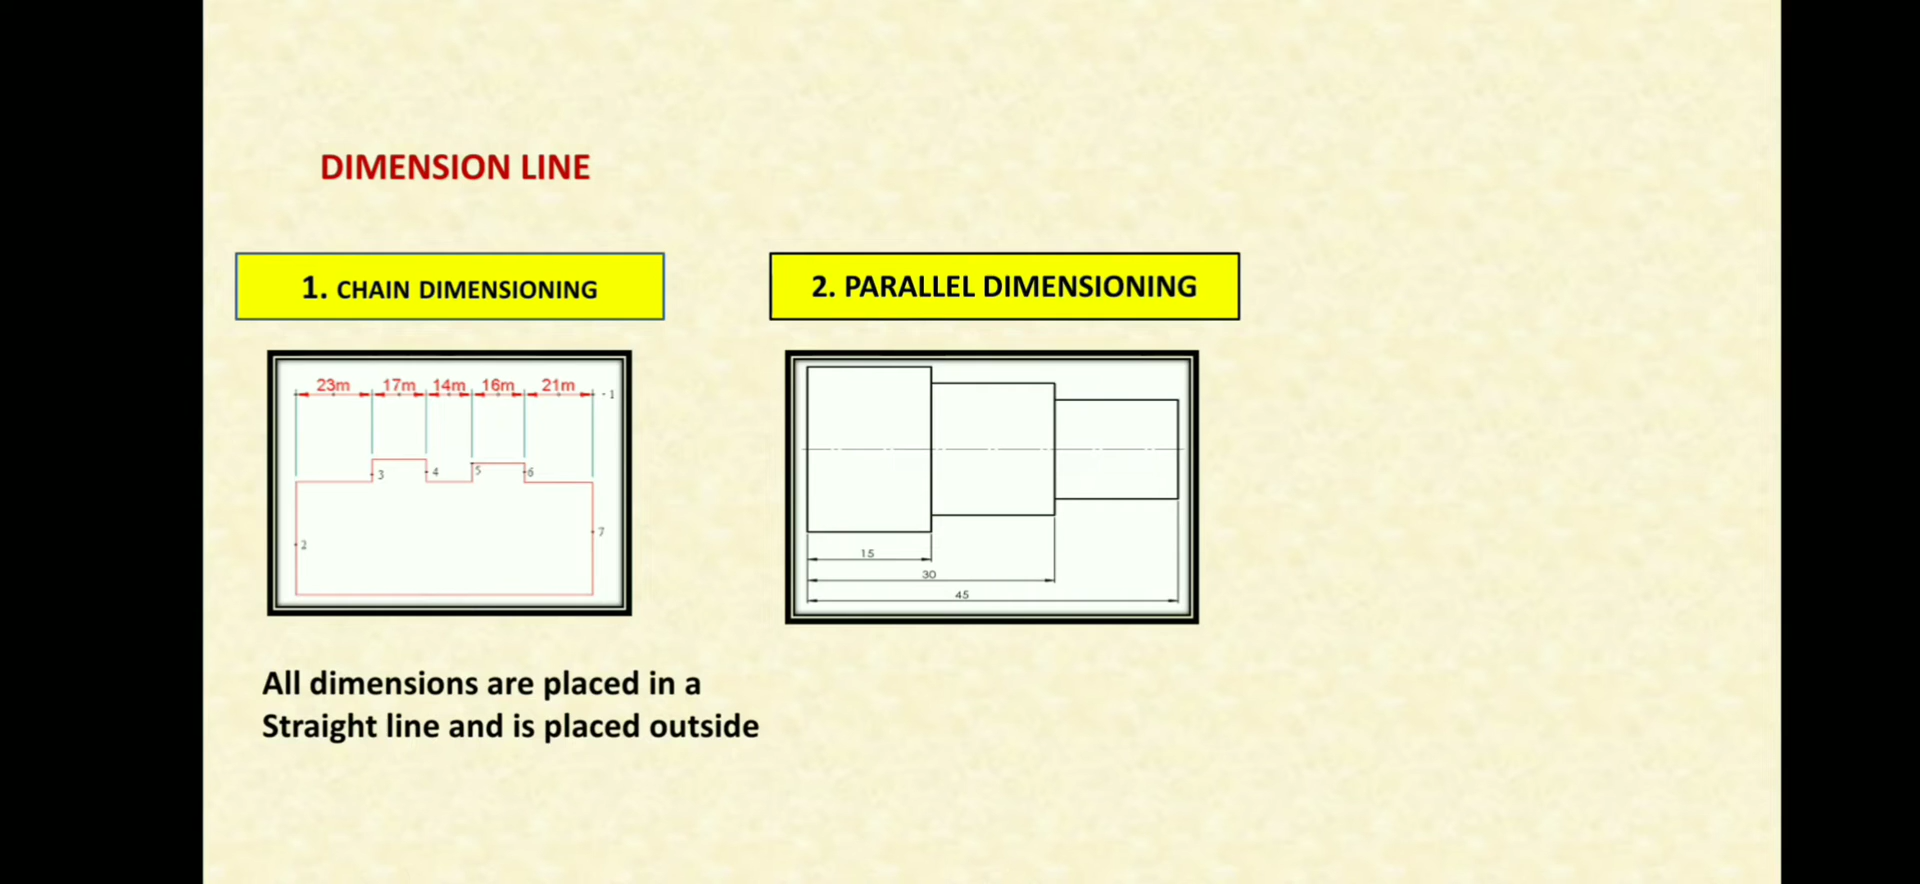 DIMENSION LINE
1. CHAIN DIMENSIONING
2. PARALLEL DIMENSIONING
23m 17m 14m 16m 21m
1
3 4 5 6
7
2
15
30
45
All dimensions are placed in a
Straight line and is placed outside